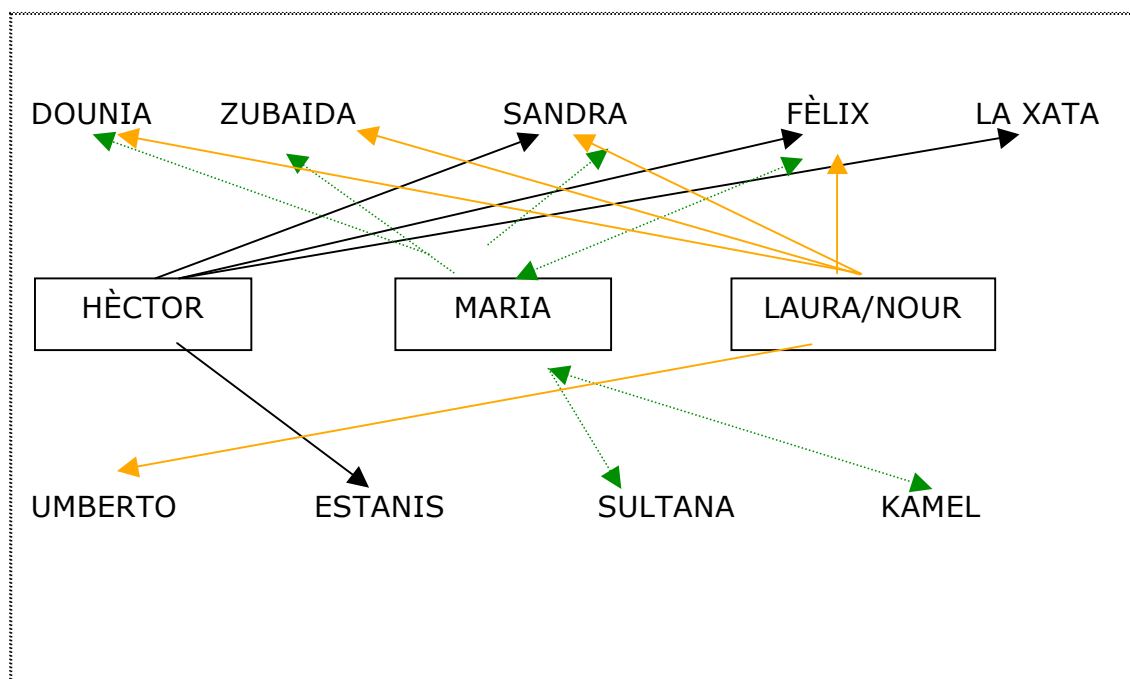 DOUNIA ZUBAIDA SANDRA FÈLIX LA XATA
HÈCTOR MARIA LAURA/NOUR
UMBERTO ESTANIS SULTANA KAMEL